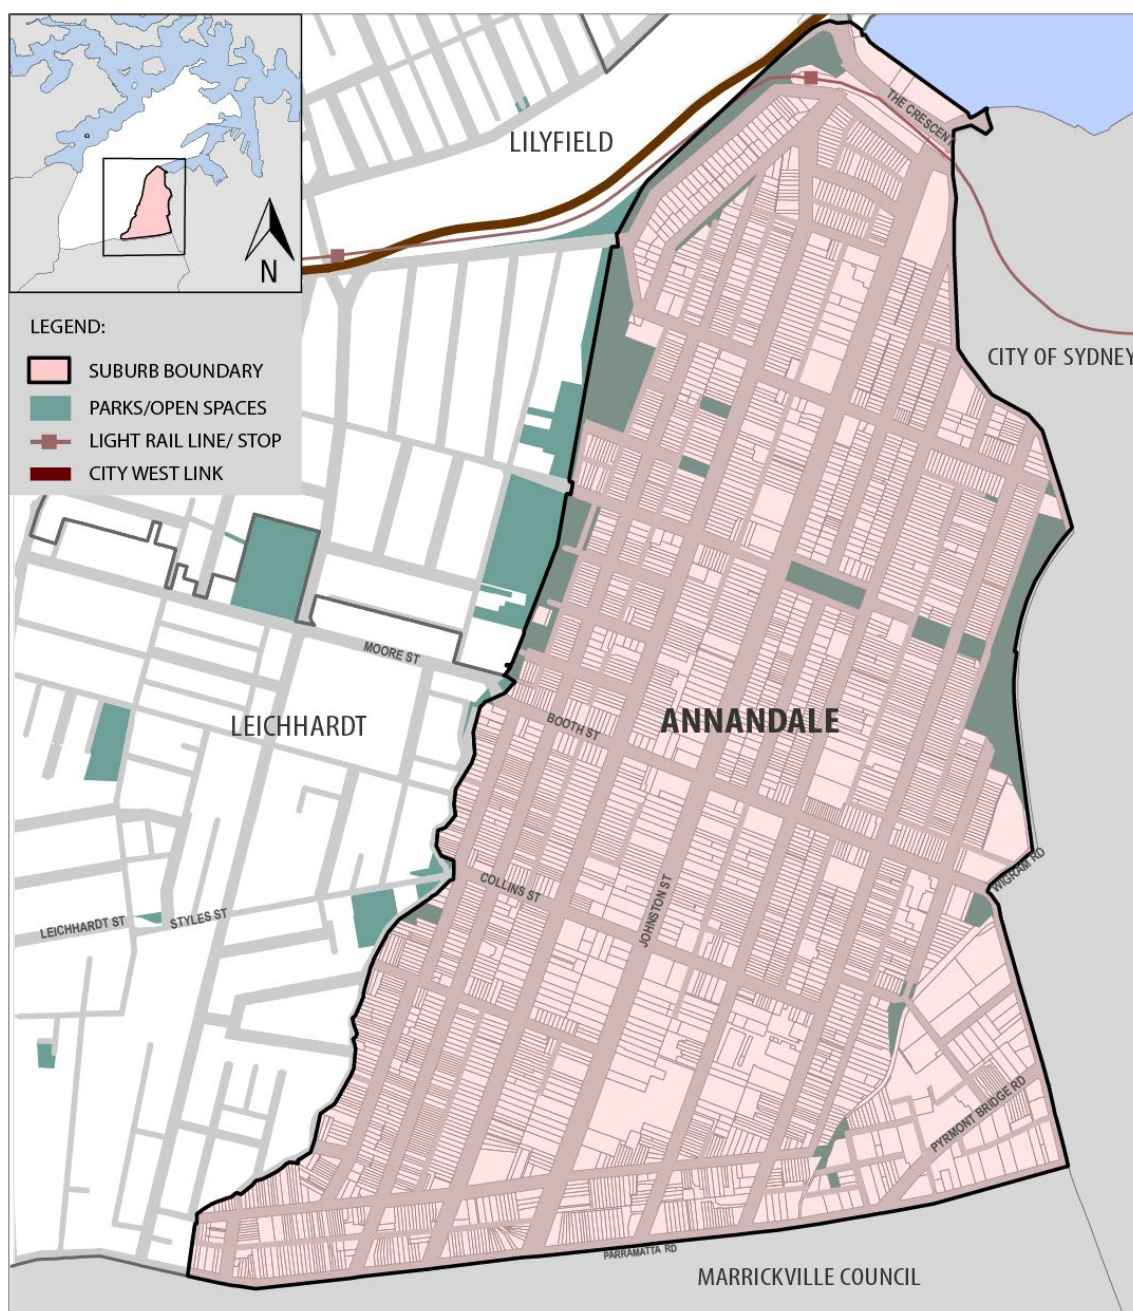 N
LEGEND:
SUBURB BOUNDARY
PARKS/OPEN SPACES
LIGHT RAIL LINE/ STOP
CITY WEST LINK
LILYFIELD
THE CRESCENT
CITY OF SYDNEY
MOORE ST
LEICHHARDT
BOOTH ST
ANNANDALE
WIGRAM RD
COLLINS ST
JOHNSTON ST
LEICHHARDT ST
STYLES ST
PYRMONT BRIDGE RD
PARRAMATTA RD
MARRICKVILLE COUNCIL